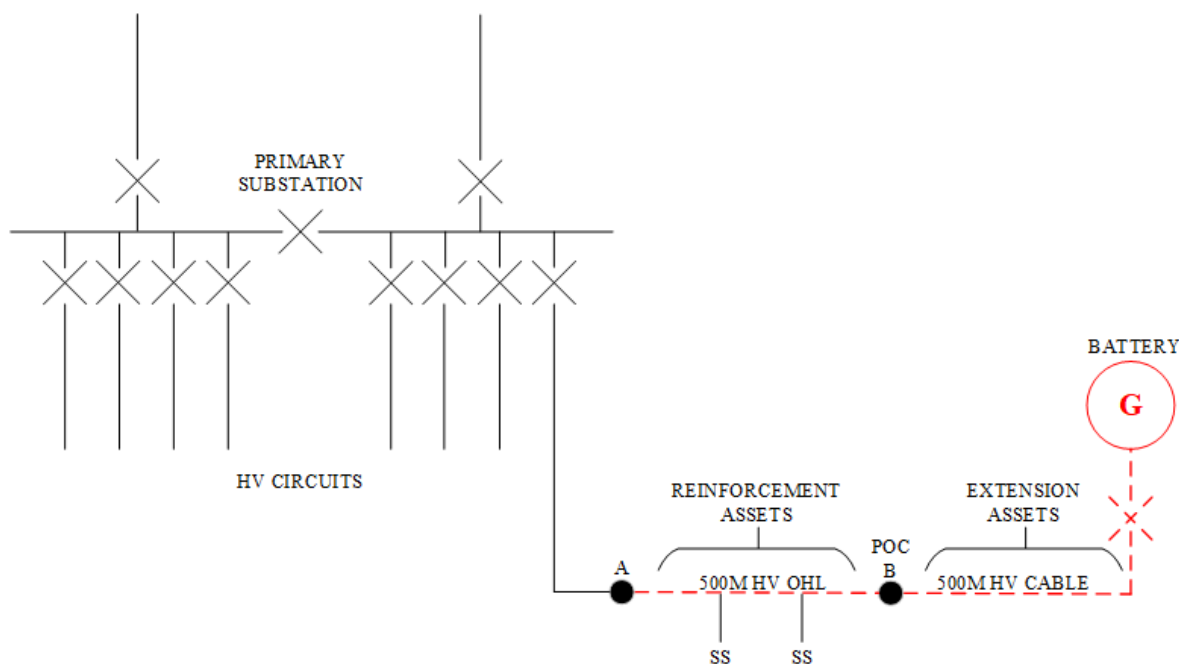 PRIMARY
SUBSTATION
BATTERY
G
HV CIRCUITS
REINFORCEMENT
ASSETS
EXTENSION
ASSETS
A
POC
B
500M HV OHL
500M HV CABLE
SS
SS